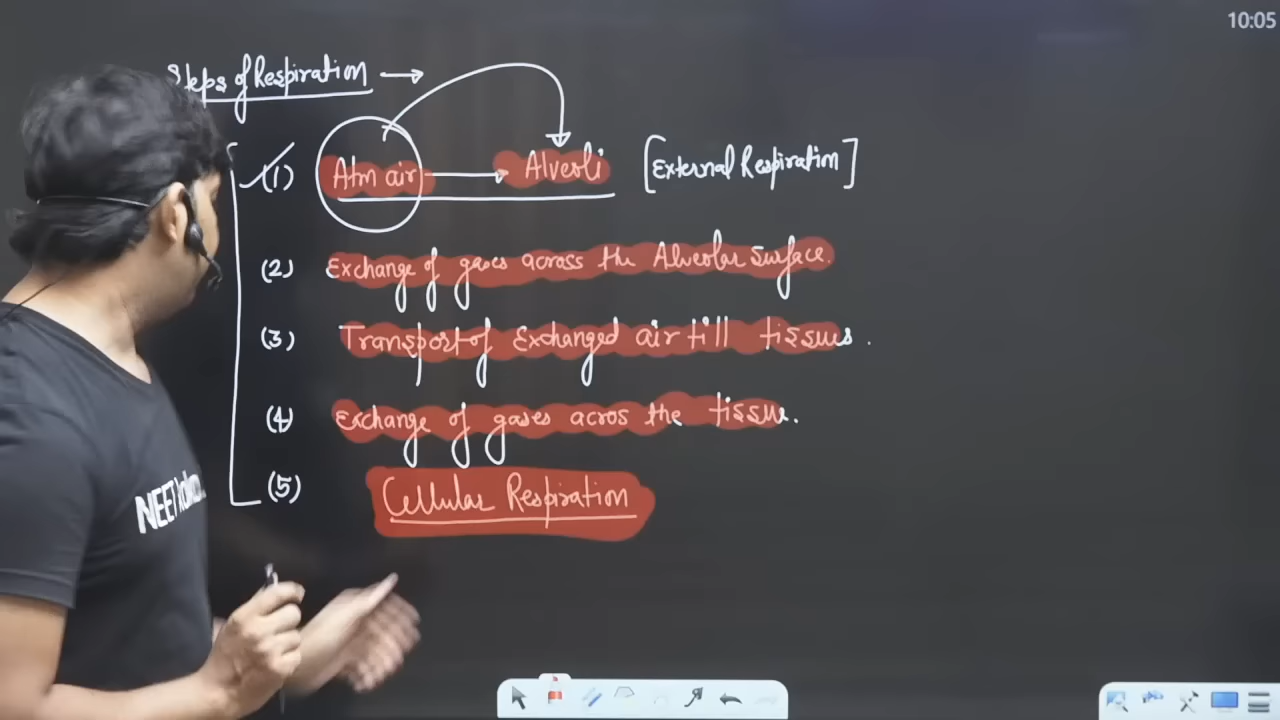 10:05
Steps of Respiration →
(1) Atm air → Alveoli [External Respiration]
(2) Exchange of gases across the Alveolar surface.
(3) Transport of Exchanged air till tissues.
(4) Exchange of gases acros the tissue.
(5) Cellular Respiration
NEET